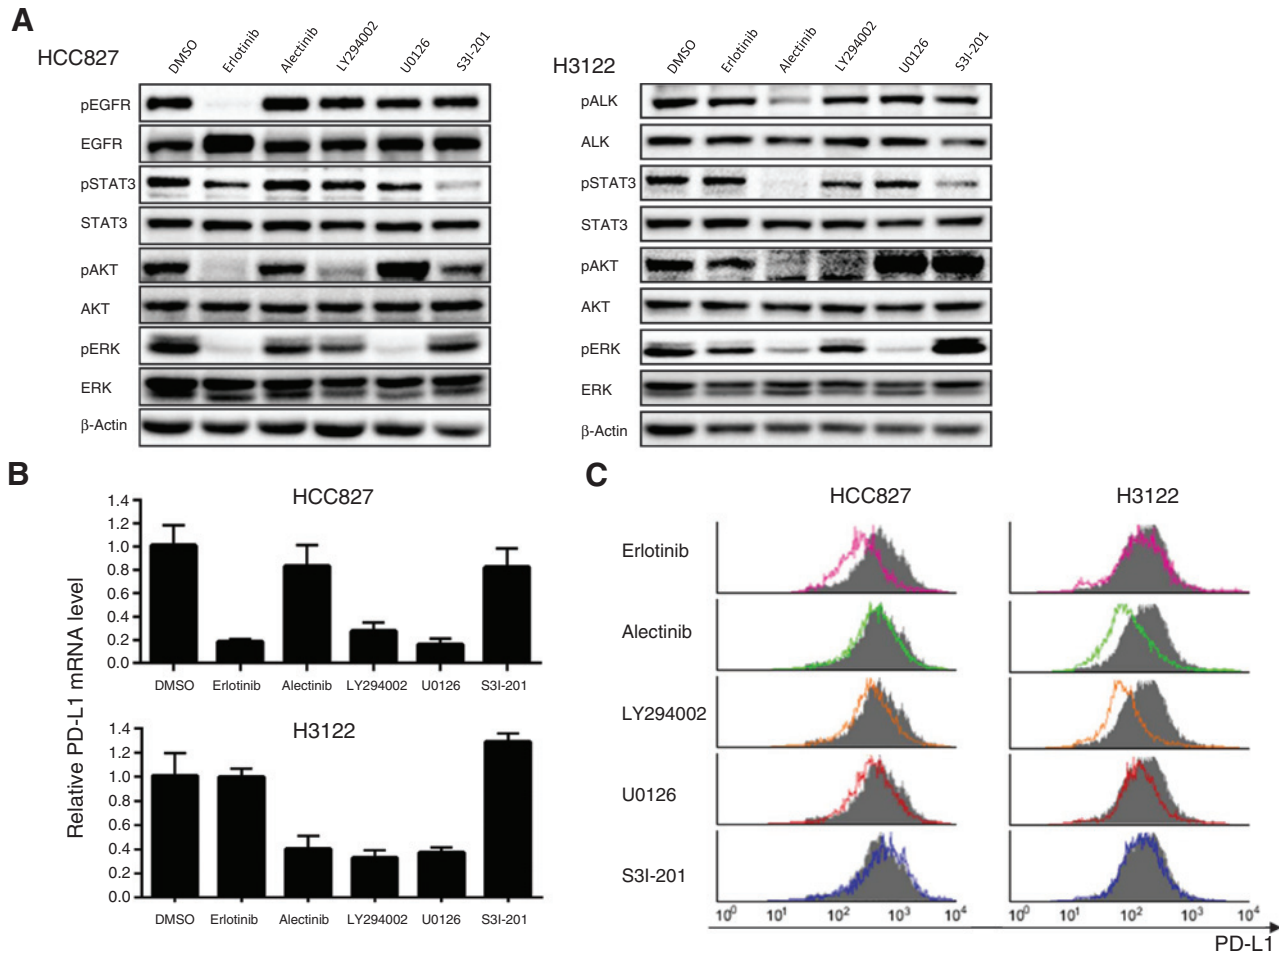 A
HCC827
DMSO Erlotinib Alectinib LY294002 U0126 S3I-201
pEGFR
EGFR
pSTAT3
STAT3
pAKT
AKT
pERK
ERK
β-Actin
H3122
DMSO Erlotinib Alectinib LY294002 U0126 S3I-201
pALK
ALK
pSTAT3
STAT3
pAKT
AKT
pERK
ERK
β-Actin
B
Relative PD-L1 mRNA level
HCC827
1.4
1.2
1.0
0.8
0.6
0.4
0.2
0.0
DMSO Erlotinib Alectinib LY294002 U0126 S3I-201
H3122
1.4
1.2
1.0
0.8
0.6
0.4
0.2
0.0
DMSO Erlotinib Alectinib LY294002 U0126 S3I-201
C
HCC827 H3122
Erlotinib
Alectinib
LY294002
U0126
S3I-201
10⁰ 10¹ 10² 10³ 10⁴ 10⁰ 10¹ 10² 10³ 10⁴
PD-L1